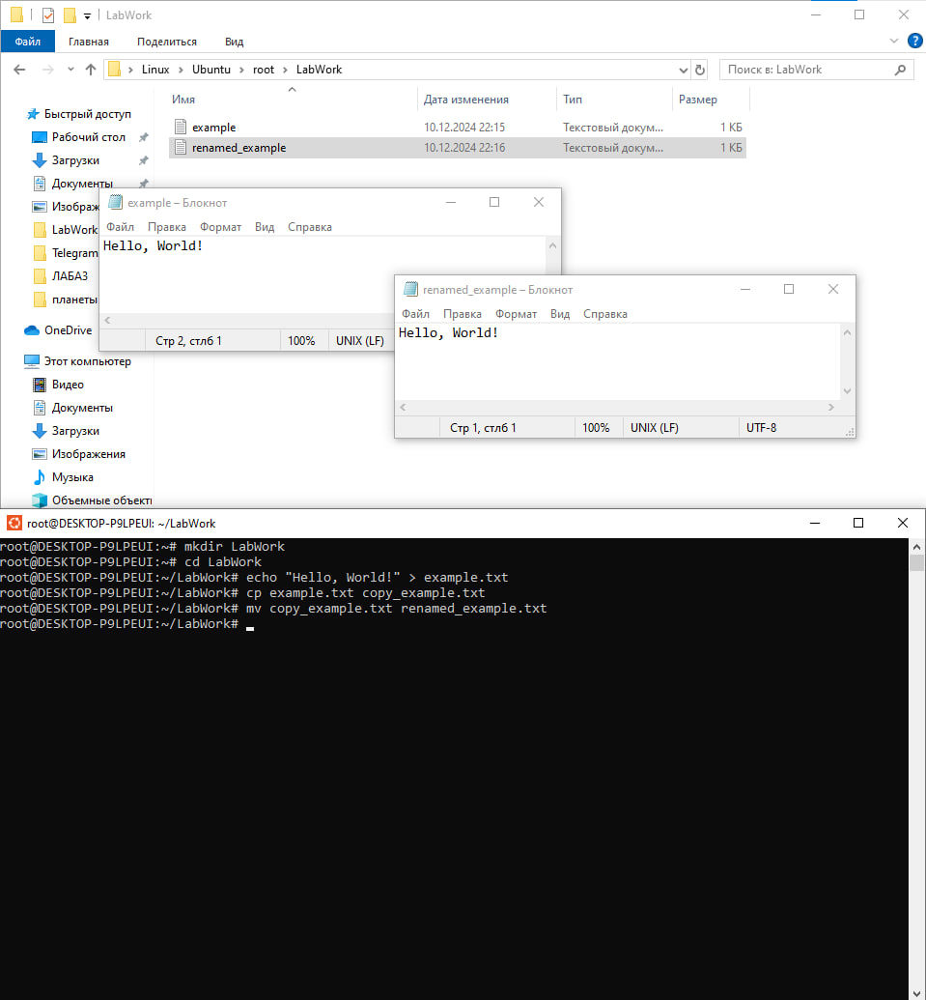 LabWork
Файл Главная Поделиться Вид
Linux Ubuntu root LabWork Поиск в: LabWork
Имя Дата изменения Тип Размер
example 10.12.2024 22:15 Текстовый докум... 1 КБ
renamed_example 10.12.2024 22:16 Текстовый докум... 1 КБ
Быстрый доступ
Рабочий стол
Загрузки
Документы
Изображ
LabWork
Telegram
ЛАБА3
планеты
OneDrive
Этот компьютер
Видео
Документы
Загрузки
Изображения
Музыка
Объемные объекты
example – Блокнот
Файл Правка Формат Вид Справка
Hello, World!
Стр 2, стлб 1 100% UNIX (LF)
renamed_example – Блокнот
Файл Правка Формат Вид Справка
Hello, World!
Стр 1, стлб 1 100% UNIX (LF) UTF-8
root@DESKTOP-P9LPEUI: ~/LabWork
root@DESKTOP-P9LPEUI:~# mkdir LabWork
root@DESKTOP-P9LPEUI:~# cd LabWork
root@DESKTOP-P9LPEUI:~/LabWork# echo "Hello, World!" > example.txt
root@DESKTOP-P9LPEUI:~/LabWork# cp example.txt copy_example.txt
root@DESKTOP-P9LPEUI:~/LabWork# mv copy_example.txt renamed_example.txt
root@DESKTOP-P9LPEUI:~/LabWork#